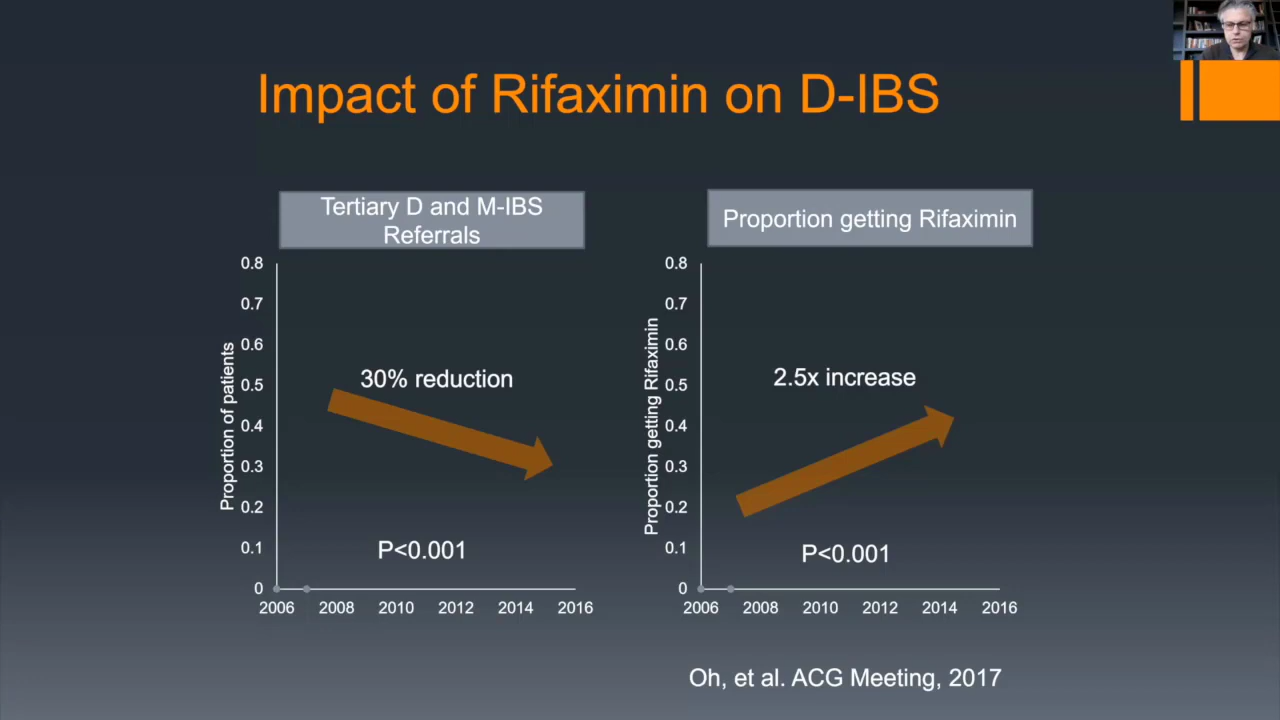 Impact of Rifaximin on D-IBS
Tertiary D and M-IBS
Referrals
Proportion of patients
0.8
0.7
0.6
0.5
0.4
0.3
0.2
0.1
0
30% reduction
P<0.001
2006 2008 2010 2012 2014 2016
Proportion getting Rifaximin
Proportion getting Rifaximin
0.8
0.7
0.6
0.5
0.4
0.3
0.2
0.1
0
2.5x increase
P<0.001
2006 2008 2010 2012 2014 2016
Oh, et al. ACG Meeting, 2017